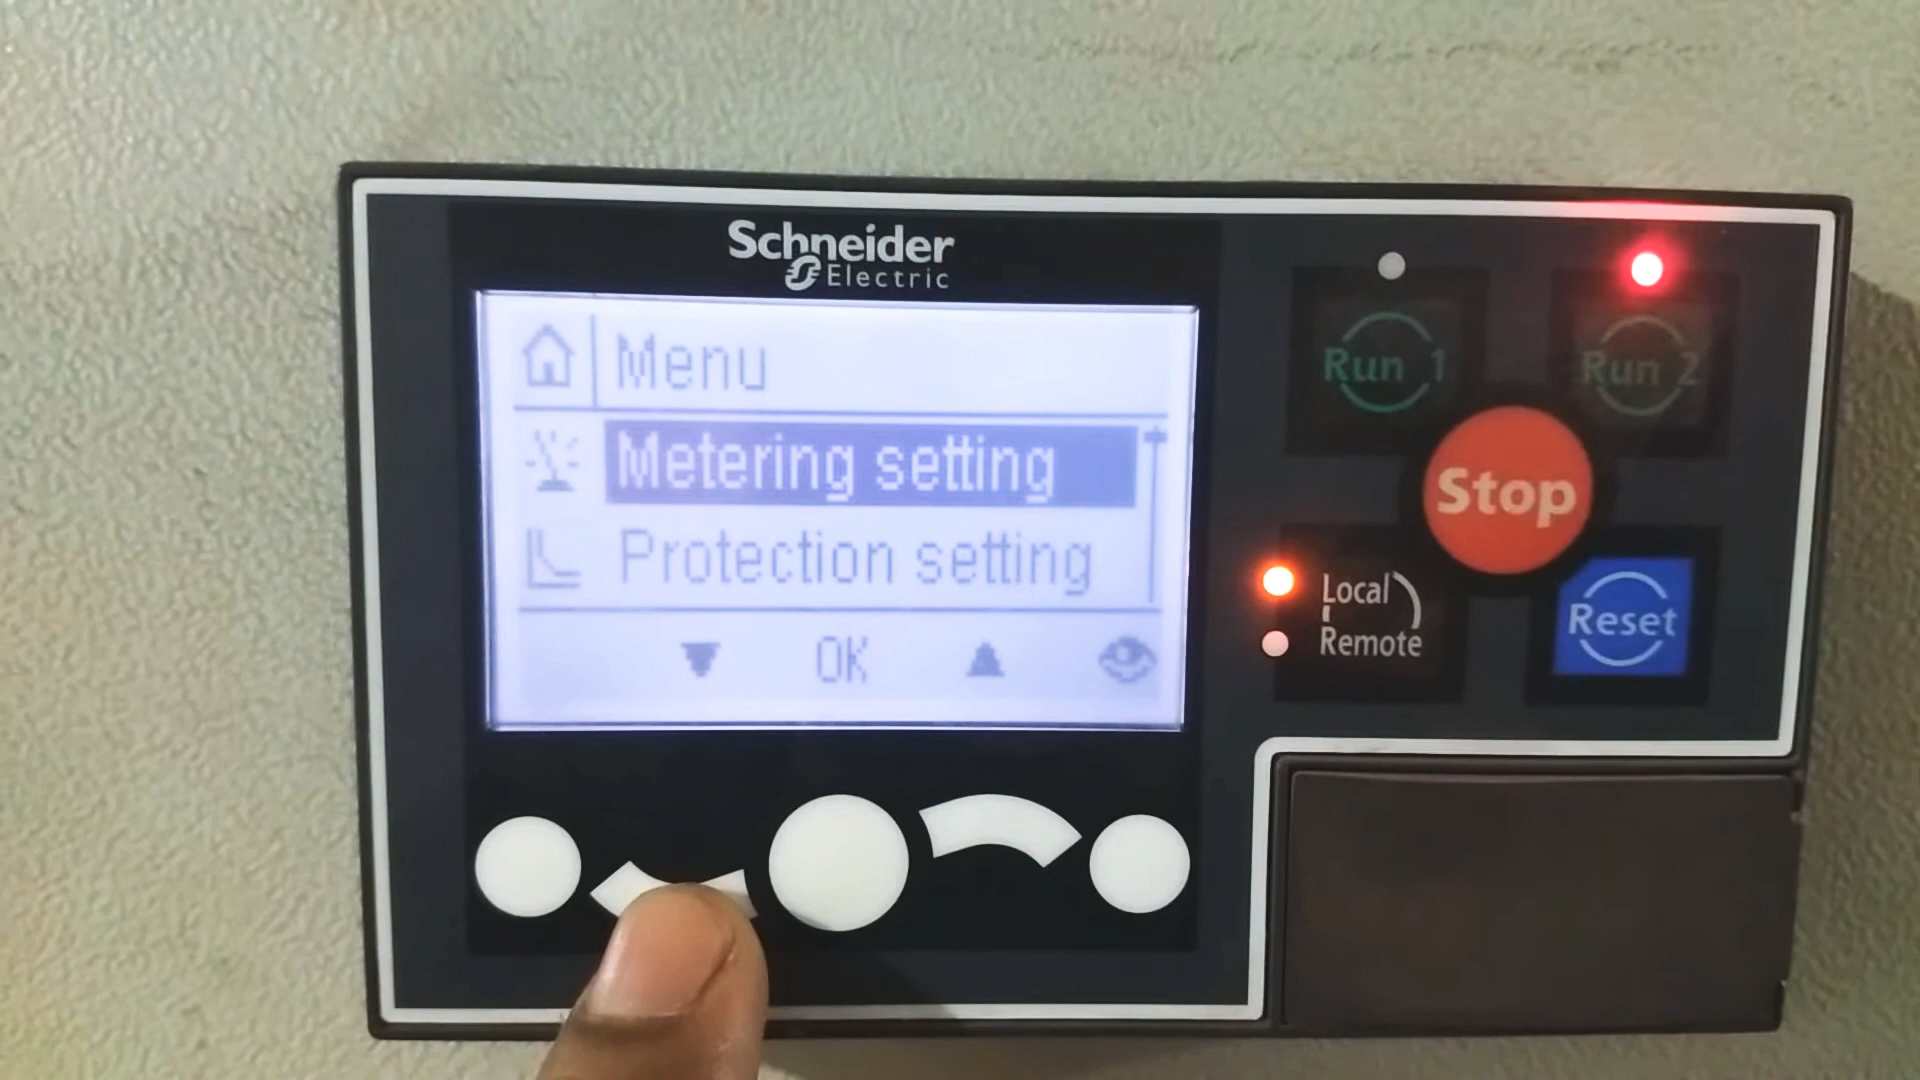 Schneider
Electric
Menu
Metering setting
Protection setting
OK
Run 1
Run 2
Stop
Local
Remote
Reset